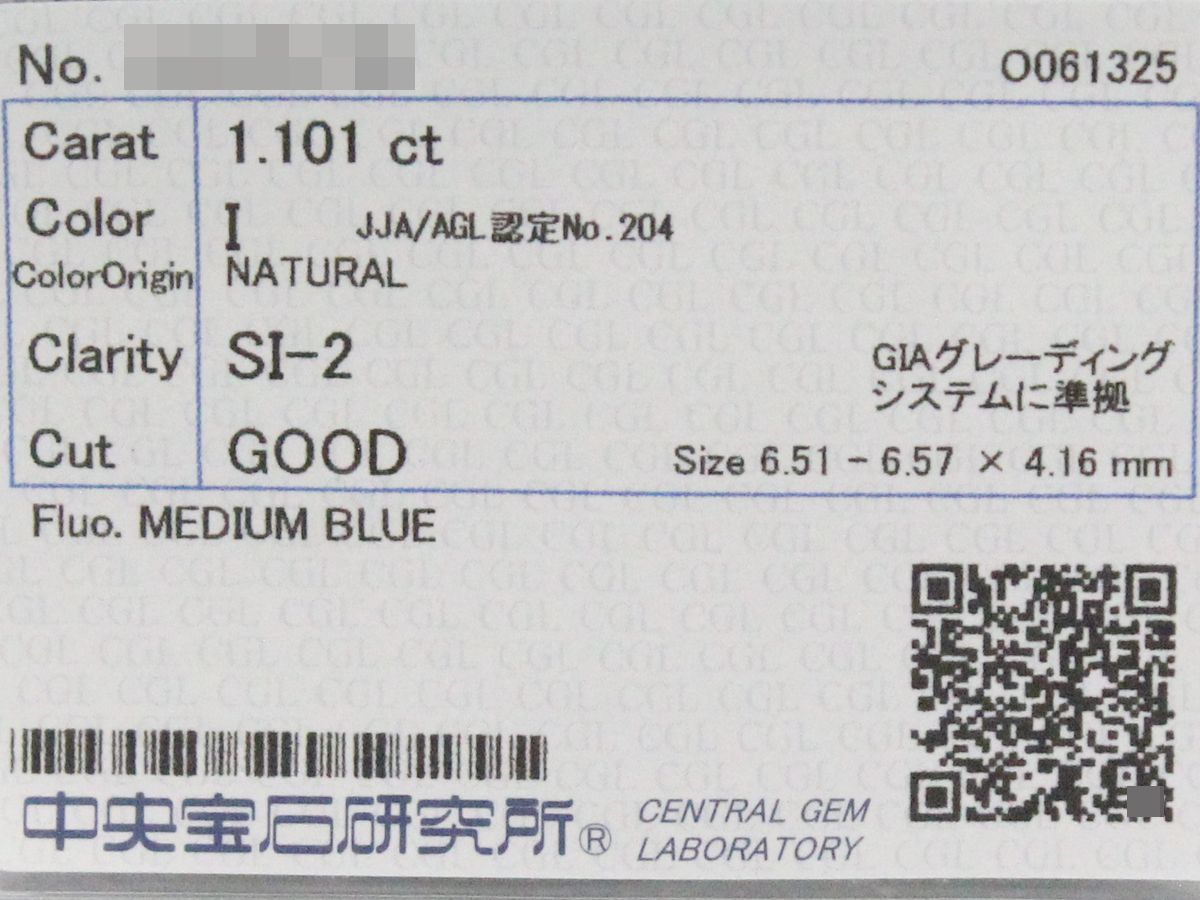 No. O061325
Carat 1.101 ct
Color I JJA/AGL認定No.204
ColorOrigin NATURAL
Clarity SI-2
GIAグレーディング
システムに準拠
Cut GOOD Size 6.51 - 6.57 × 4.16 mm
Fluo. MEDIUM BLUE
中央宝石研究所® CENTRAL GEM
LABORATORY